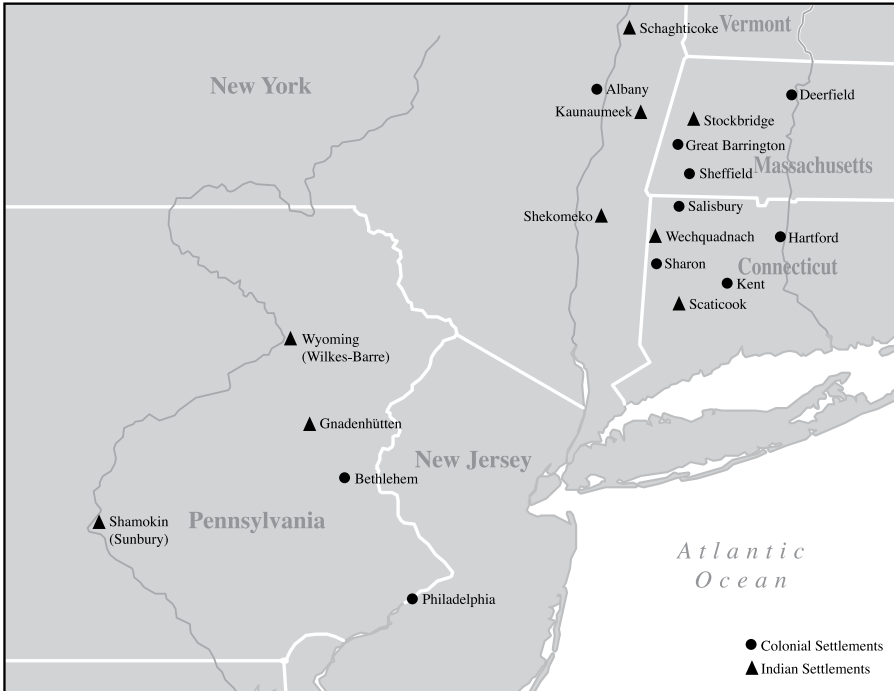 Schaghticoke
Vermont
New York
Albany
Deerfield
Kaunaumeek
Stockbridge
Great Barrington
Massachusetts
Sheffield
Salisbury
Shekomeko
Wechquadnach
Hartford
Sharon
Connecticut
Kent
Scaticook
Wyoming
(Wilkes-Barre)
Gnadenhütten
New Jersey
Bethlehem
Shamokin
(Sunbury)
Pennsylvania
Atlantic
Ocean
Philadelphia
Colonial Settlements
Indian Settlements